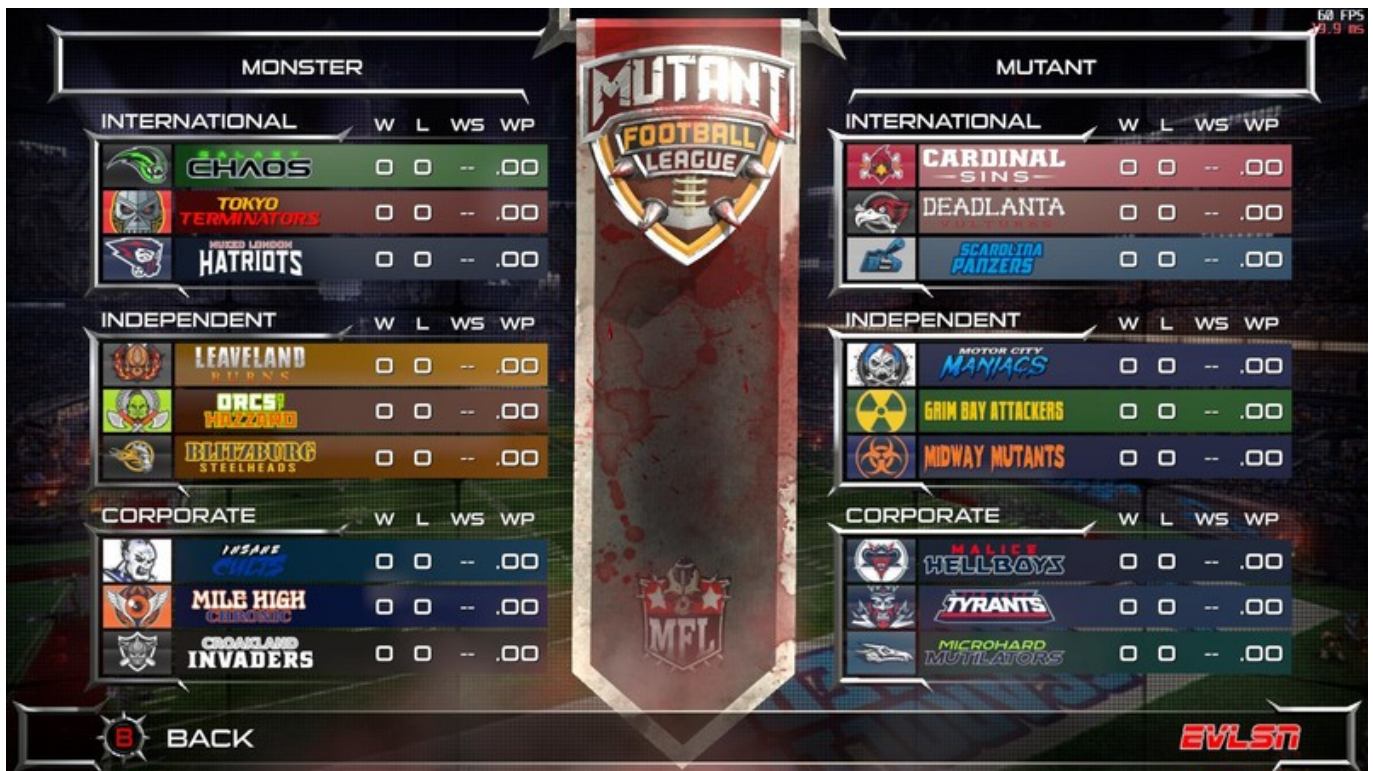 60 FPS
19.9 ms
MONSTER
INTERNATIONAL W L WS WP
GALAXY
CHAOS 0 0 -- .00
TOKYO
TERMINATORS 0 0 -- .00
NUKED LONDON
HATRIOTS 0 0 -- .00
INDEPENDENT W L WS WP
LEAVELAND
BURNS 0 0 -- .00
ORCS OF
HAZZARD 0 0 -- .00
BLITZBURG
STEELHEADS 0 0 -- .00
CORPORATE W L WS WP
INSANE
CULTS 0 0 -- .00
MILE HIGH
CHRONIC 0 0 -- .00
CROAKLAND
INVADERS 0 0 -- .00
MUTANT
FOOTBALL
LEAGUE
MFL
MUTANT
INTERNATIONAL W L WS WP
CARDINAL
SINS 0 0 -- .00
DEADLANTA
VULTURES 0 0 -- .00
SCAROLINA
PANZERS 0 0 -- .00
INDEPENDENT W L WS WP
MOTOR CITY
MANIACS 0 0 -- .00
GRIM BAY ATTACKERS 0 0 -- .00
MIDWAY MUTANTS 0 0 -- .00
CORPORATE W L WS WP
MALICE
HELLBOYS 0 0 -- .00
TYRANTS 0 0 -- .00
MICROHARD
MUTILATORS 0 0 -- .00
B BACK
EVLSN